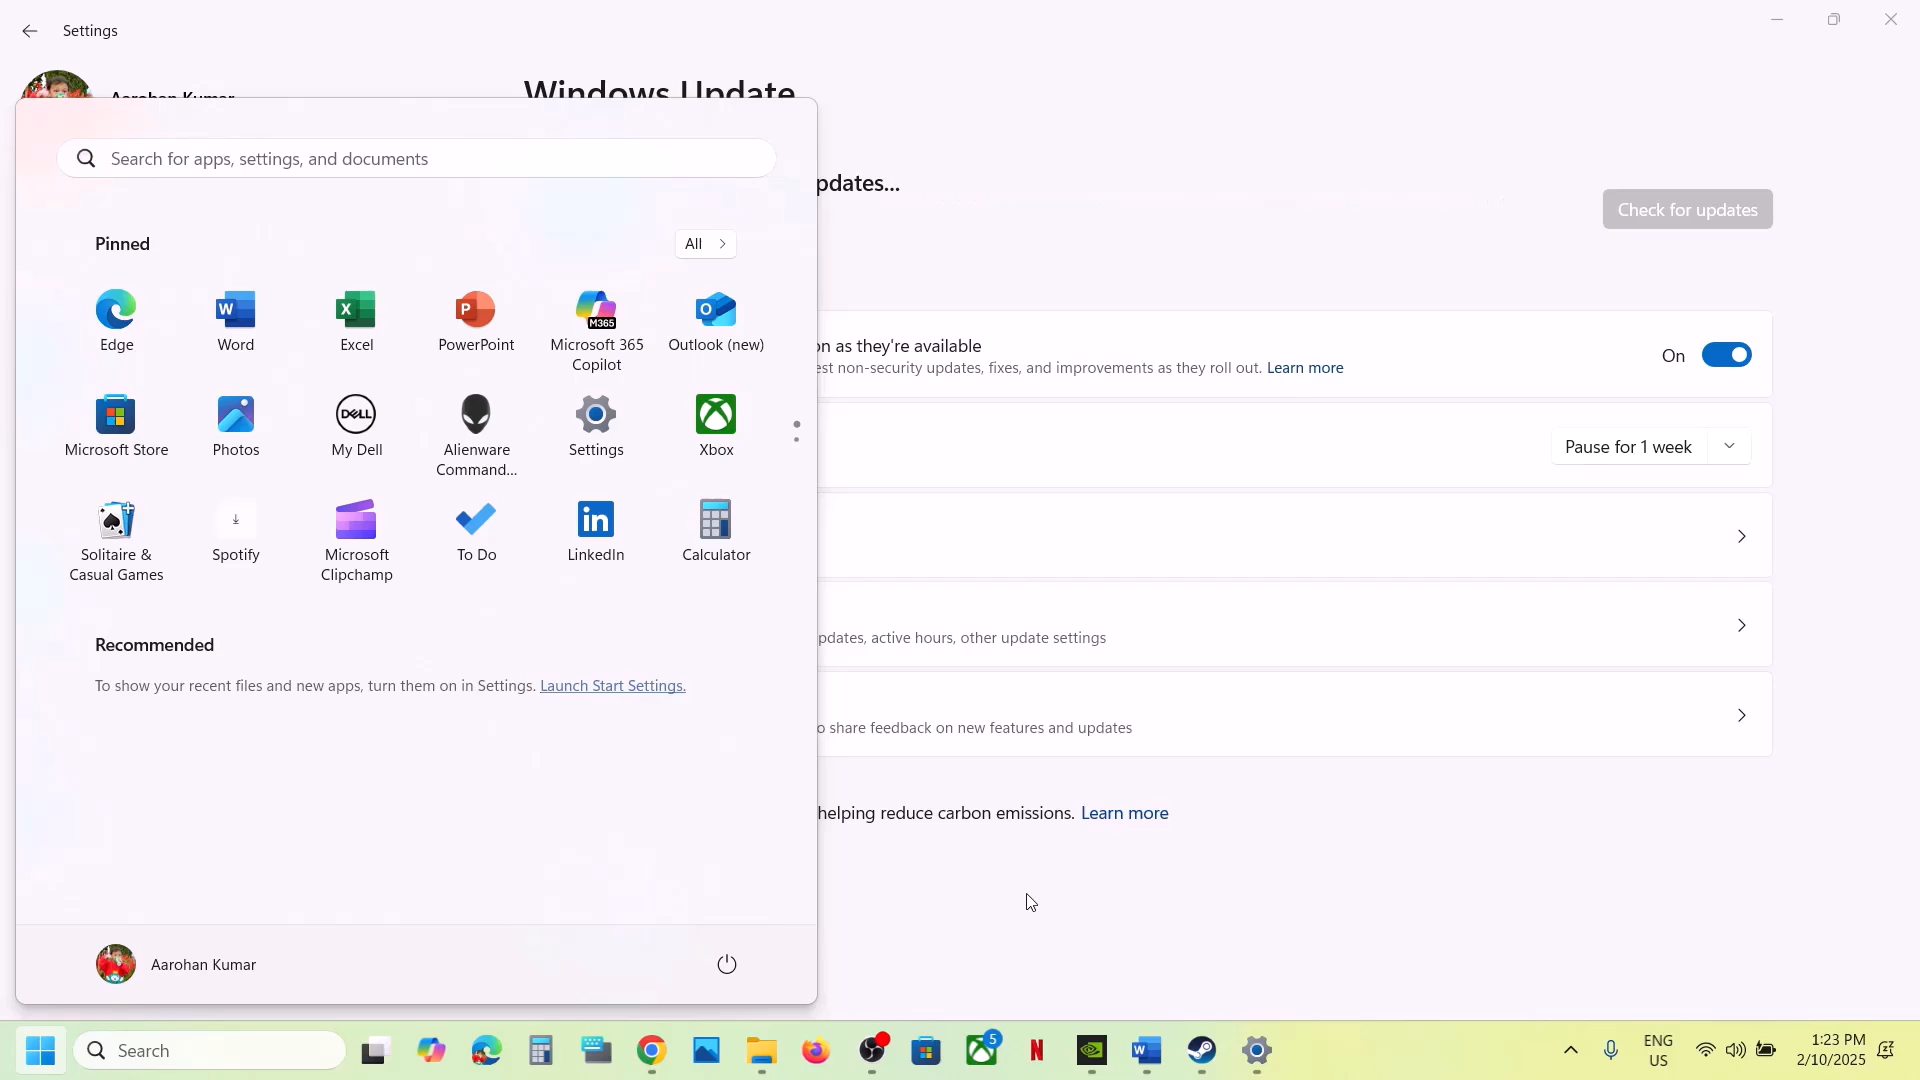 Settings
Aarohan Kumar
Windows Update
Search for apps, settings, and documents
pdates...
Check for updates
Pinned
All
Edge
Word
Excel
PowerPoint
M365
Microsoft 365
Copilot
Outlook (new)
on as they're available
est non-security updates, fixes, and improvements as they roll out. Learn more
On
Microsoft Store
Photos
DELL
My Dell
Alienware
Command...
Settings
Xbox
Pause for 1 week
Solitaire &
Casual Games
Spotify
Microsoft
Clipchamp
To Do
in
LinkedIn
Calculator
pdates, active hours, other update settings
o share feedback on new features and updates
Recommended
To show your recent files and new apps, turn them on in Settings. Launch Start Settings.
helping reduce carbon emissions. Learn more
Aarohan Kumar
Search
5
ENG
US
1:23 PM
2/10/2025